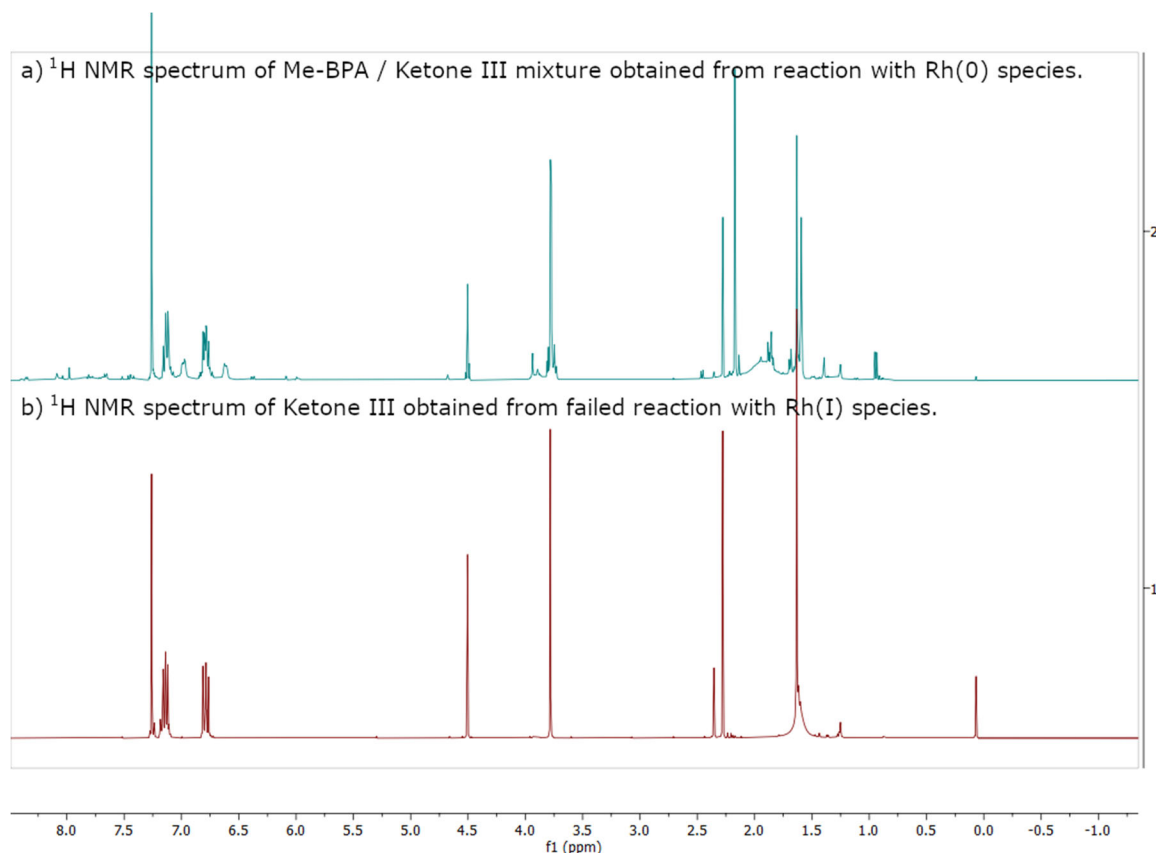 a) ¹H NMR spectrum of Me-BPA / Ketone III mixture obtained from reaction with Rh(0) species.
2
b) ¹H NMR spectrum of Ketone III obtained from failed reaction with Rh(I) species.
1
8.0 7.5 7.0 6.5 6.0 5.5 5.0 4.5 4.0 3.5 3.0 2.5 2.0 1.5 1.0 0.5 0.0 -0.5 -1.0
f1 (ppm)